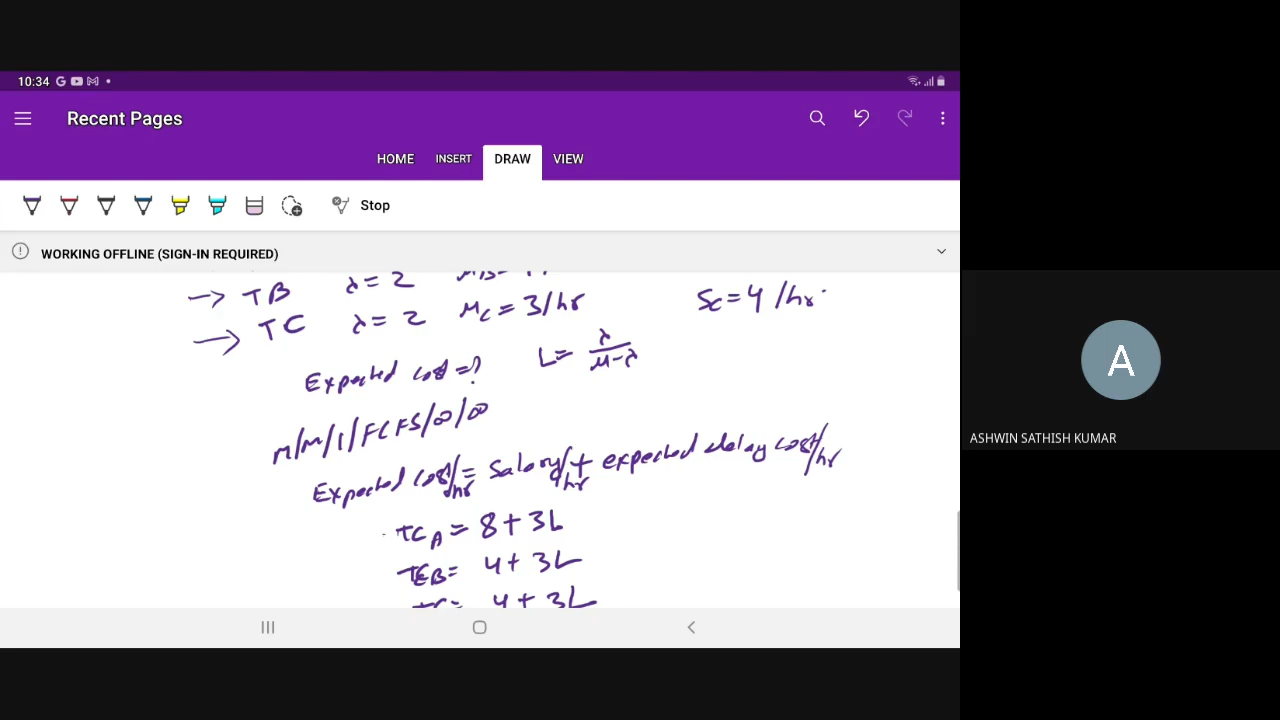 10:34
Recent Pages
HOME INSERT DRAW VIEW
Stop
WORKING OFFLINE (SIGN-IN REQUIRED)
→ TB λ = 2
→ TC λ = 2 μc = 3/hr Sc = 4 /hr
Expected cost = ? L = λ/(μ-λ)
M/M/1/FCFS/∞/∞
Expected cost/hr = Salary/hr + expected delay cost/hr
TC_A = 8 + 3L
TC_B = 4 + 3L
4 + 3L
A
ASHWIN SATHISH KUMAR